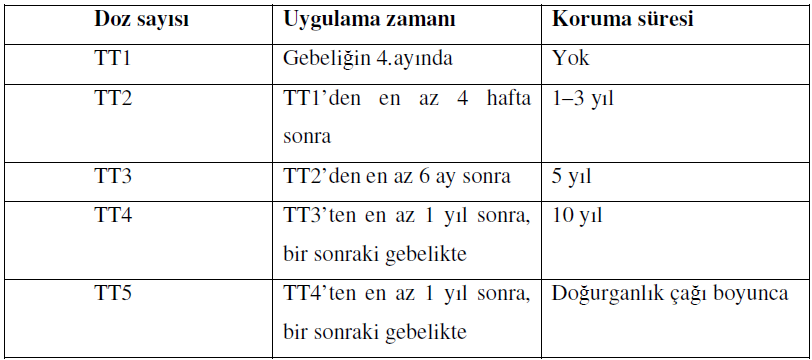 Doz sayısı Uygulama zamanı Koruma süresi
TT1 Gebeliğin 4.ayında Yok
TT2 TT1’den en az 4 hafta 1–3 yıl
sonra
TT3 TT2’den en az 6 ay sonra 5 yıl
TT4 TT3’ten en az 1 yıl sonra, 10 yıl
bir sonraki gebelikte
TT5 TT4’ten en az 1 yıl sonra, Doğurganlık çağı boyunca
bir sonraki gebelikte